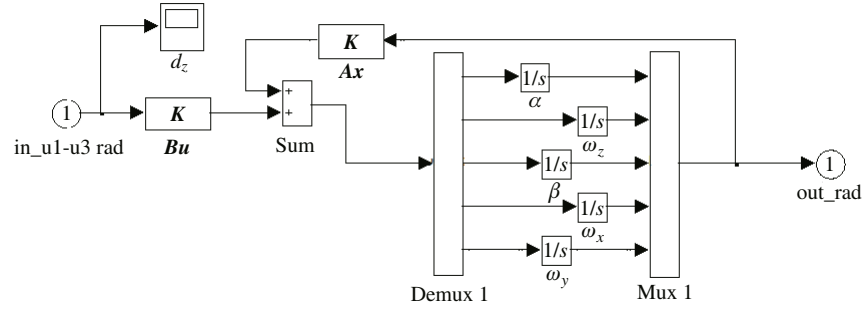 d_z
K
Ax
1
in_u1-u3 rad
K
Bu
+
+
Sum
1/s
α
1/s
ω_z
1/s
β
1/s
ω_x
1/s
ω_y
Demux 1
Mux 1
1
out_rad